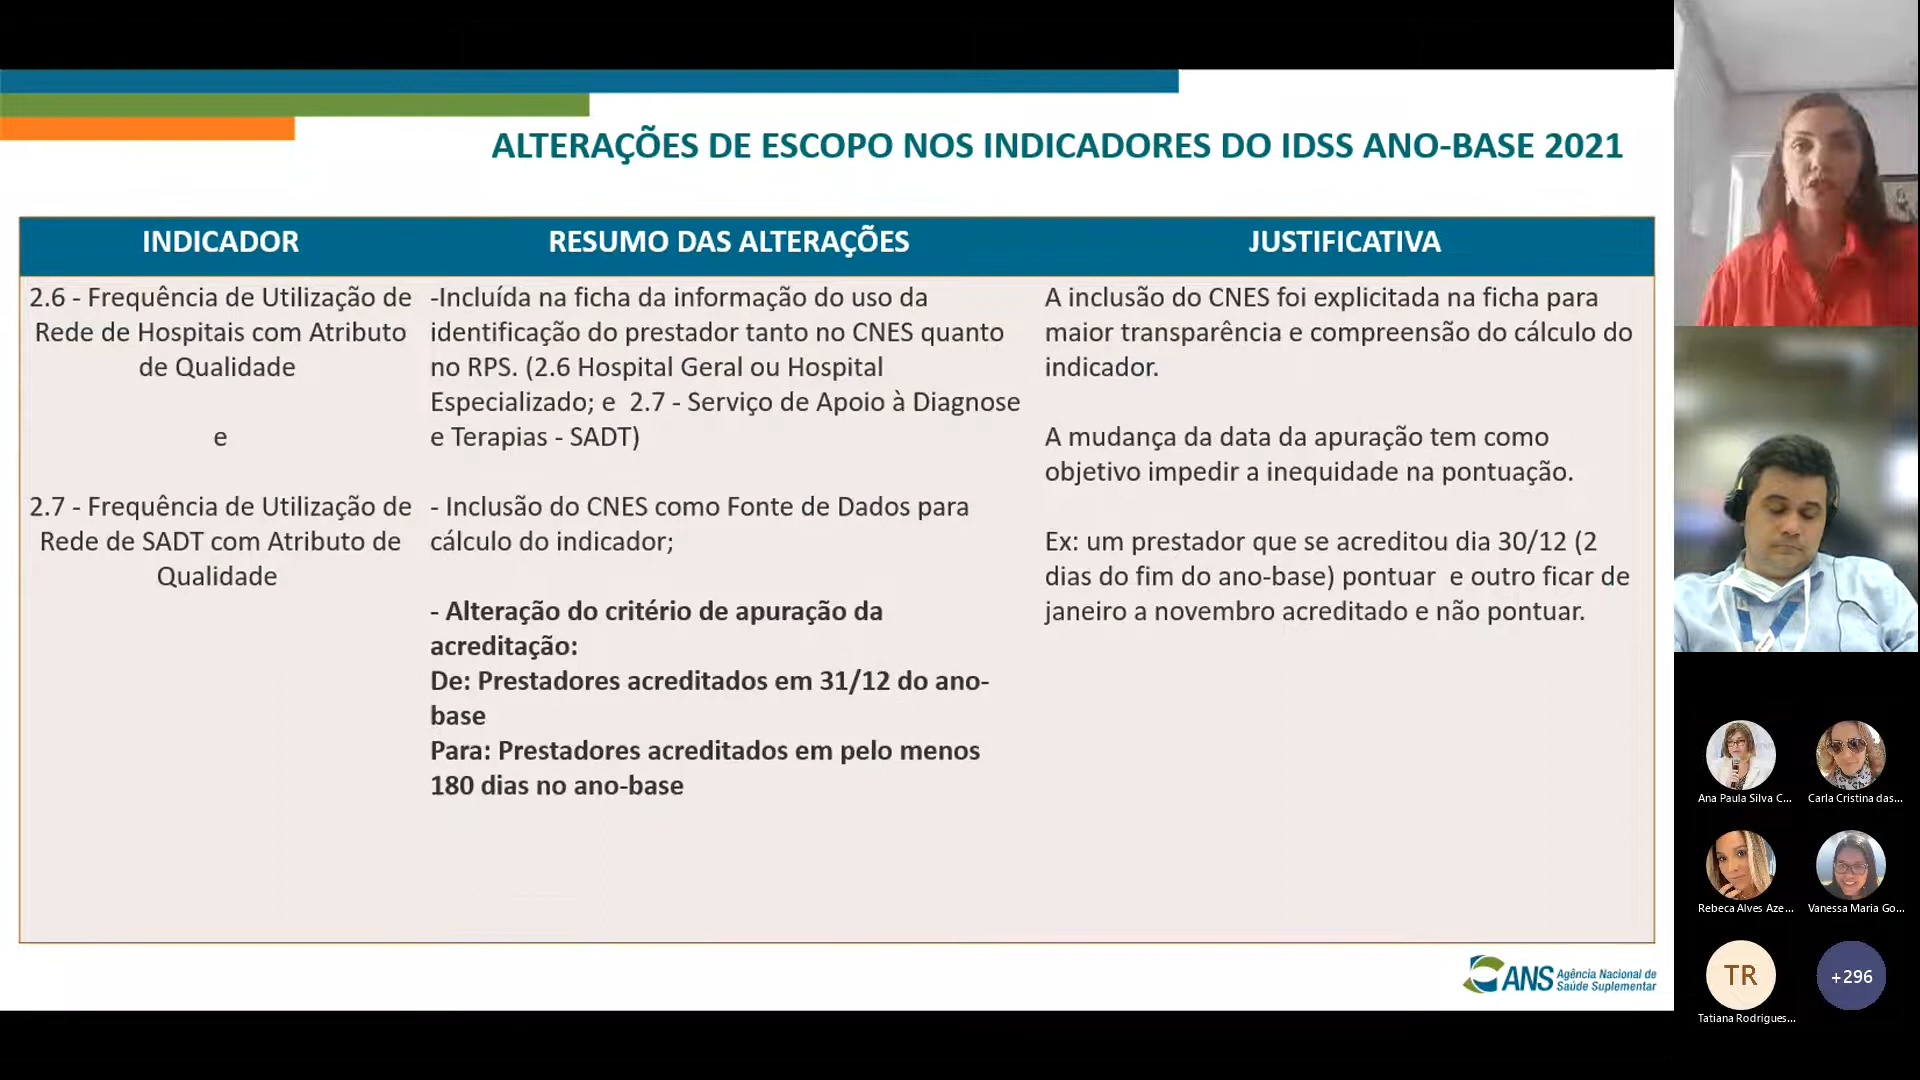 ALTERAÇÕES DE ESCOPO NOS INDICADORES DO IDSS ANO-BASE 2021
INDICADOR
RESUMO DAS ALTERAÇÕES
JUSTIFICATIVA
2.6 - Frequência de Utilização de
Rede de Hospitais com Atributo
de Qualidade
e
2.7 - Frequência de Utilização de
Rede de SADT com Atributo de
Qualidade
-Incluída na ficha da informação do uso da
identificação do prestador tanto no CNES quanto
no RPS. (2.6 Hospital Geral ou Hospital
Especializado; e 2.7 - Serviço de Apoio à Diagnose
e Terapias - SADT)
- Inclusão do CNES como Fonte de Dados para
cálculo do indicador;
- Alteração do critério de apuração da
acreditação:
De: Prestadores acreditados em 31/12 do ano-
base
Para: Prestadores acreditados em pelo menos
180 dias no ano-base
A inclusão do CNES foi explicitada na ficha para
maior transparência e compreensão do cálculo do
indicador.
A mudança da data da apuração tem como
objetivo impedir a inequidade na pontuação.
Ex: um prestador que se acreditou dia 30/12 (2
dias do fim do ano-base) pontuar e outro ficar de
janeiro a novembro acreditado e não pontuar.
ANS Agência Nacional de
Saúde Suplementar
Ana Paula Silva C...
Carla Cristina das...
Rebeca Alves Aze...
Vanessa Maria Go...
TR
+296
Tatiana Rodrigues...